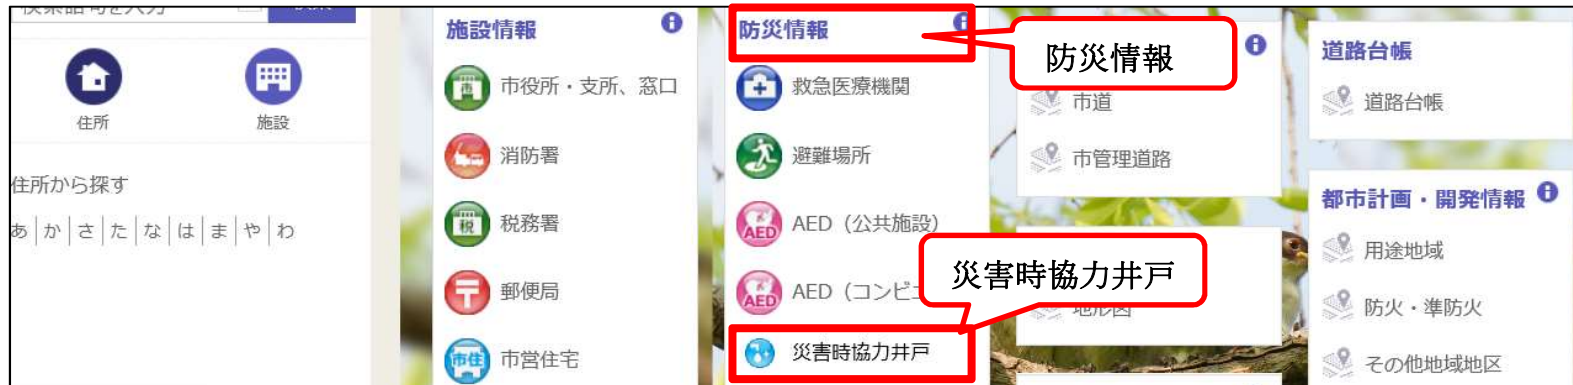 住所
施設
住所から探す
あ|か|さ|た|な|は|ま|や|わ
施設情報
市役所・支所、窓口
消防署
税務署
郵便局
市営住宅
防災情報
救急医療機関
避難場所
AED（公共施設）
AED（コンビニ
災害時協力井戸
防災情報
災害時協力井戸
市道
市管理道路
地形図
道路台帳
道路台帳
都市計画・開発情報
用途地域
防火・準防火
その他地域地区